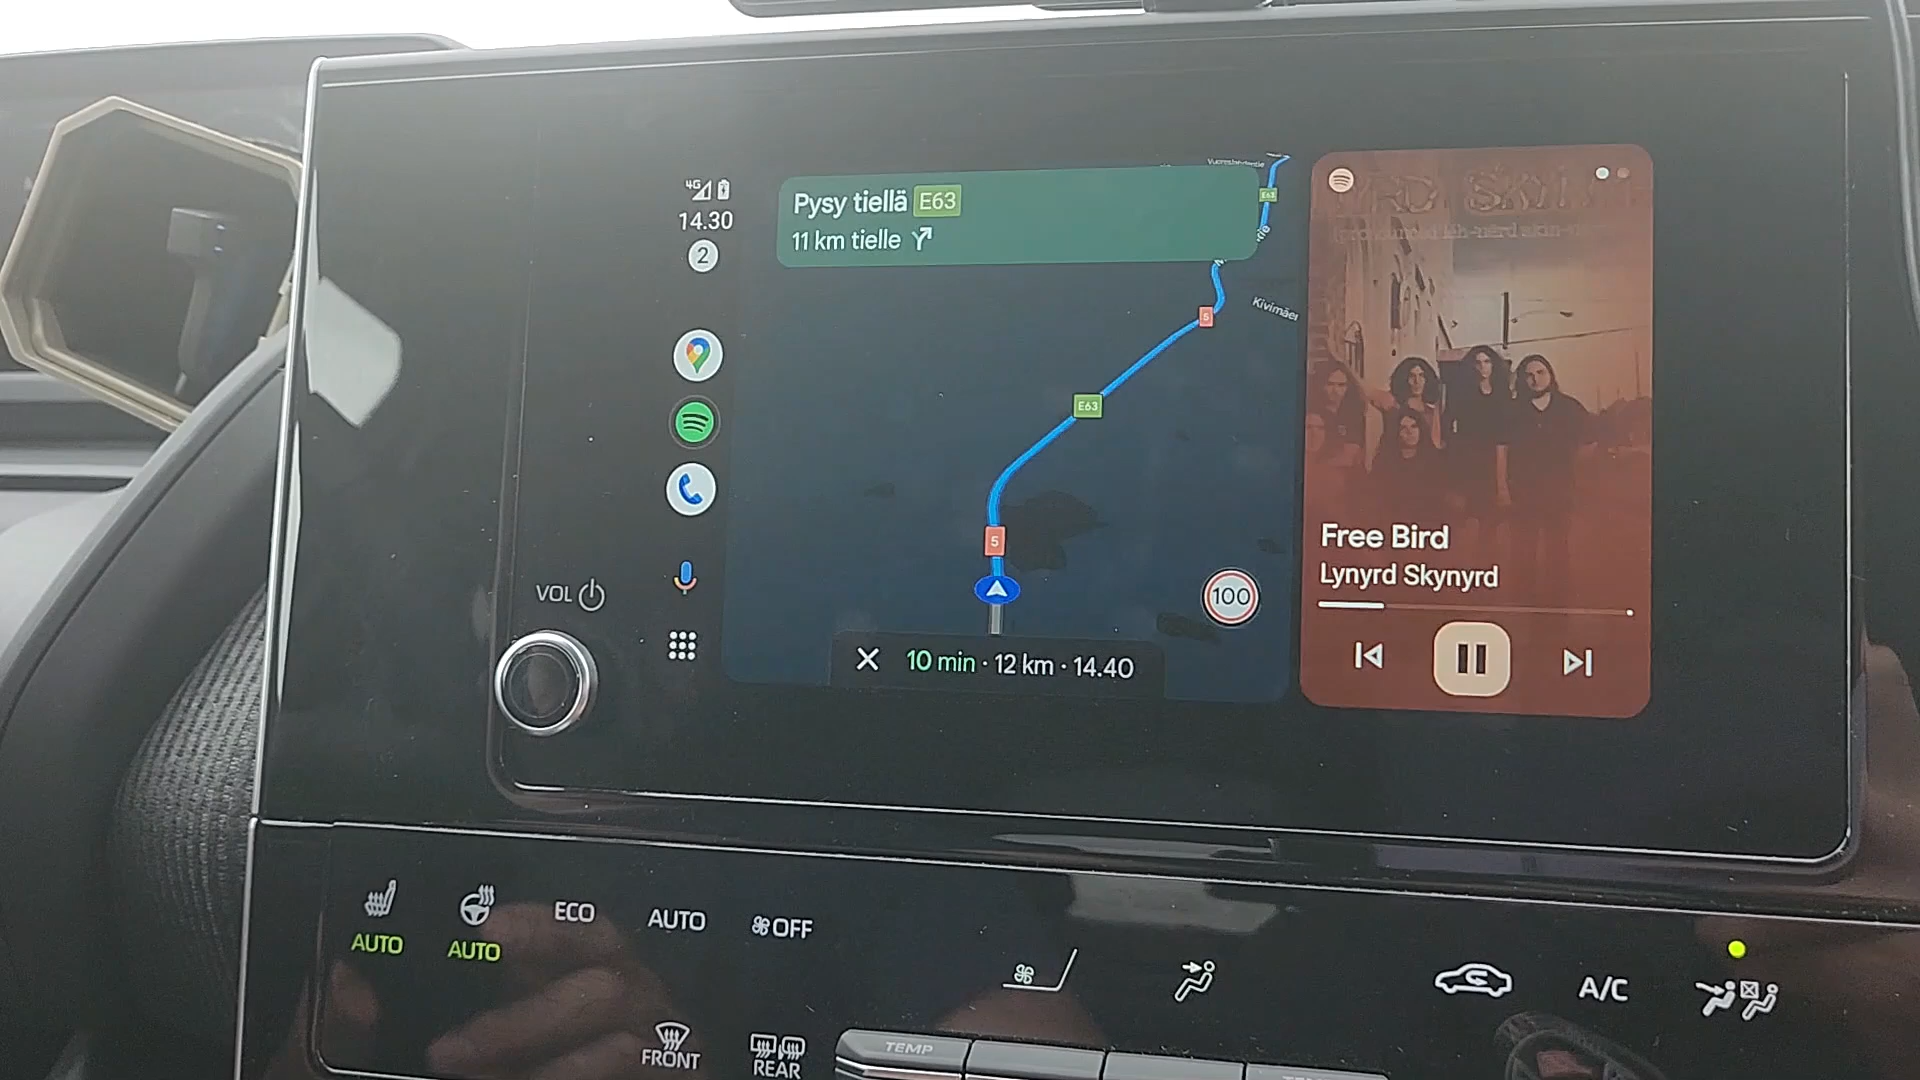 4G
14.30
2
Pysy tiellä E63
11 km tielle
E63
Kivimäen
5
E63
5
100
10 min · 12 km · 14.40
Free Bird
Lynyrd Skynyrd
VOL
AUTO
AUTO
ECO
AUTO
OFF
A/C
FRONT
REAR
TEMP